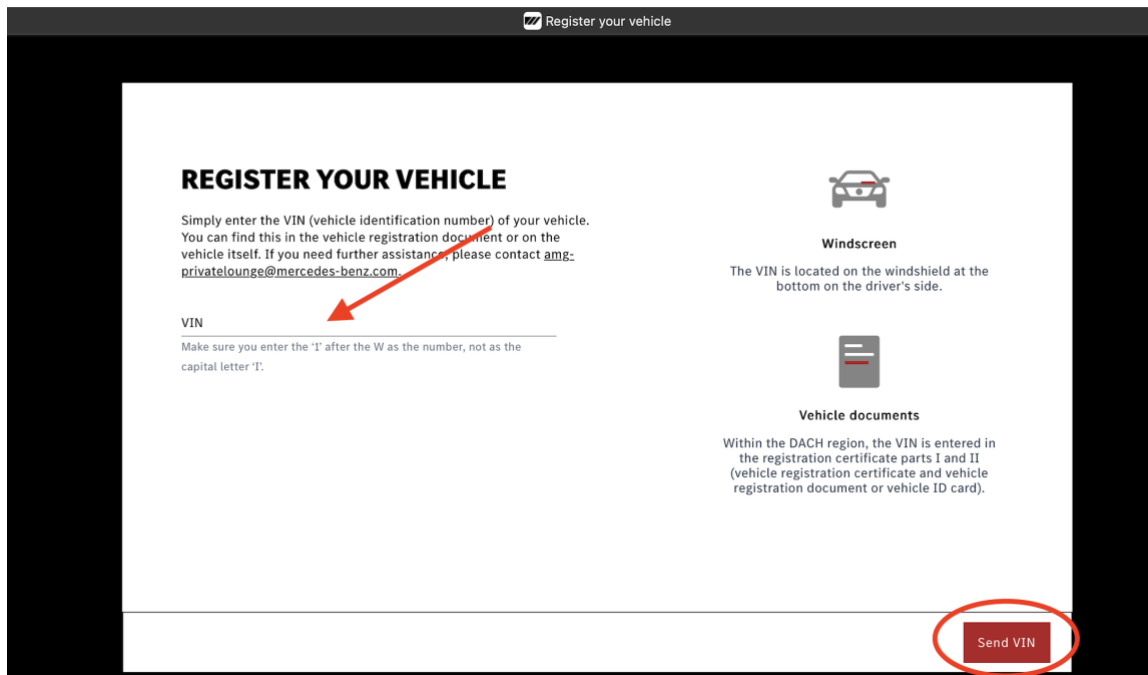 Register your vehicle
REGISTER YOUR VEHICLE
Simply enter the VIN (vehicle identification number) of your vehicle.
You can find this in the vehicle registration document or on the
vehicle itself. If you need further assistance, please contact amg-
privatelounge@mercedes-benz.com.
VIN
Make sure you enter the ‘1’ after the W as the number, not as the
capital letter ‘I’.
Windscreen
The VIN is located on the windshield at the
bottom on the driver's side.
Vehicle documents
Within the DACH region, the VIN is entered in
the registration certificate parts I and II
(vehicle registration certificate and vehicle
registration document or vehicle ID card).
Send VIN